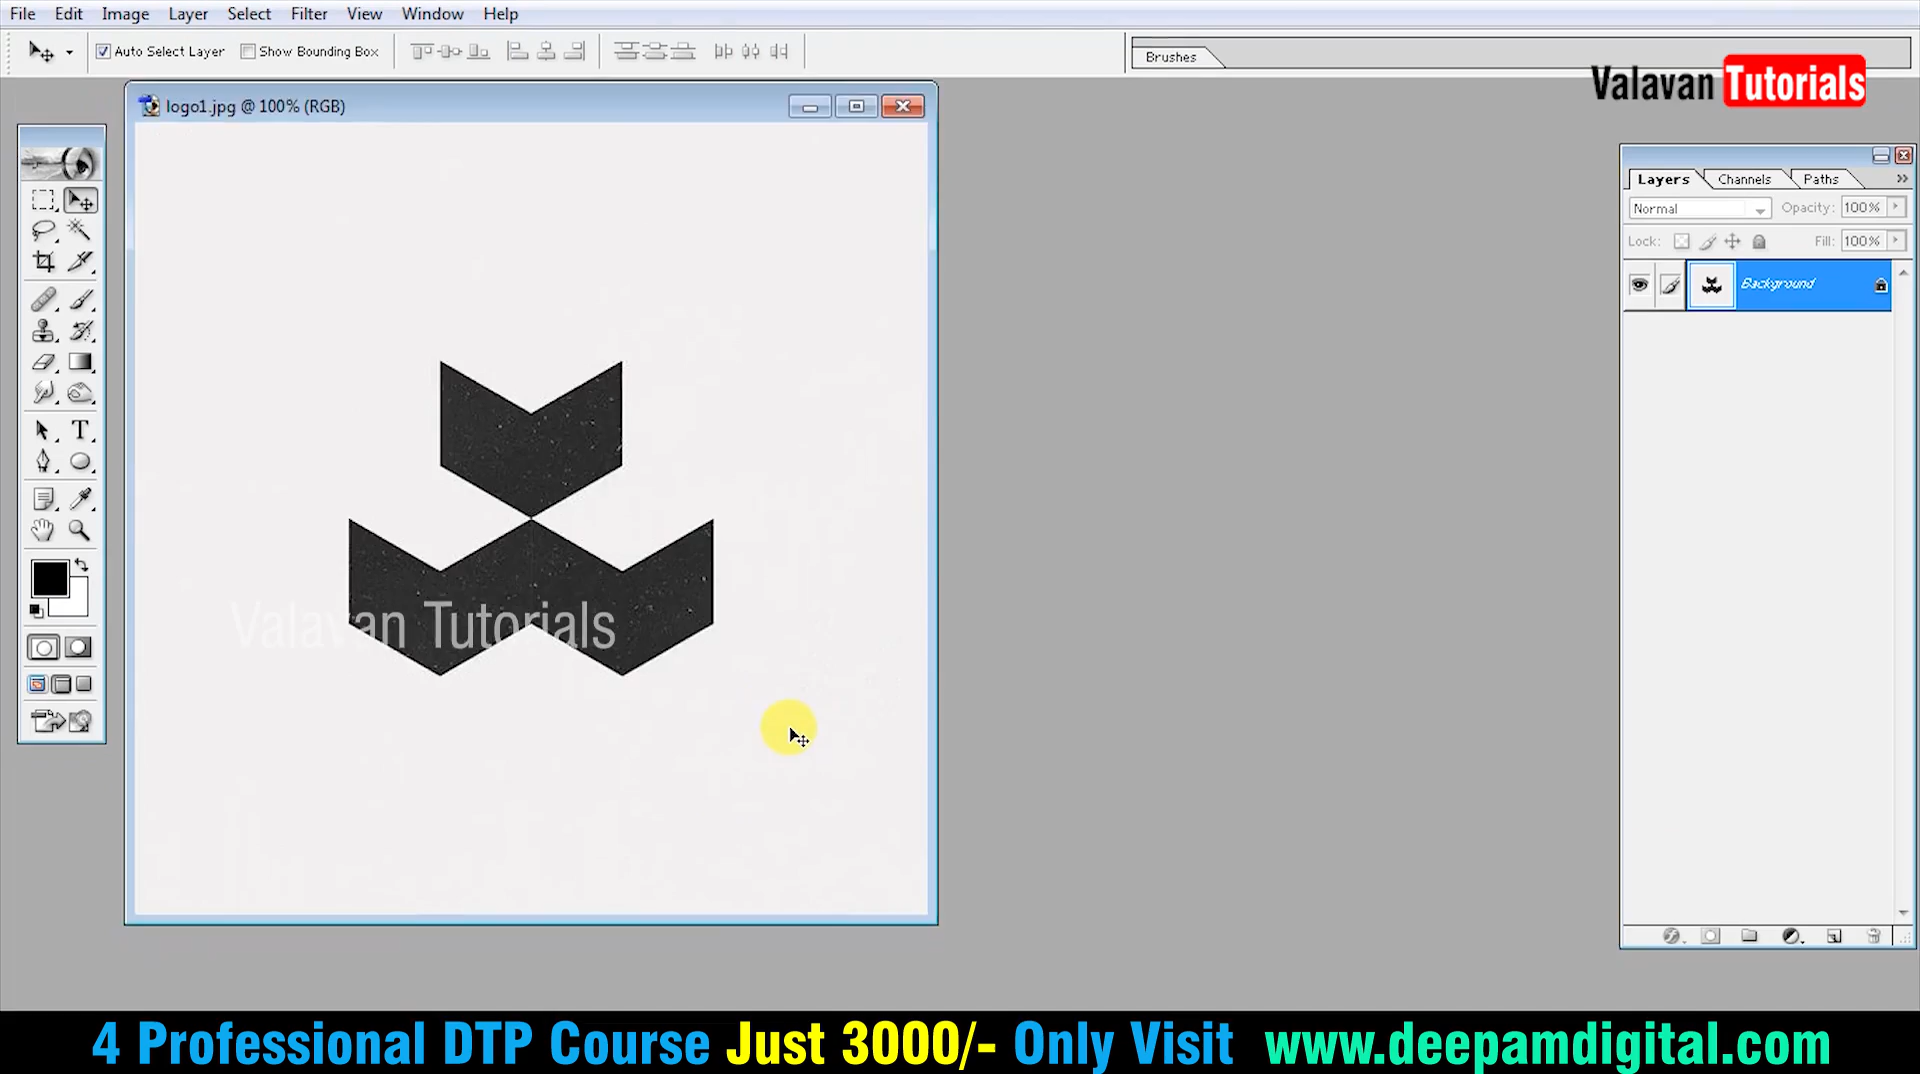 File Edit Image Layer Select Filter View Window Help
Auto Select Layer Show Bounding Box
Brushes
Valavan Tutorials
logo1.jpg @ 100% (RGB)
Layers Channels Paths
Normal Opacity: 100%
Lock: Fill: 100%
Background
T
Valavan Tutorials
4 Professional DTP Course Just 3000/- Only Visit www.deepamdigital.com